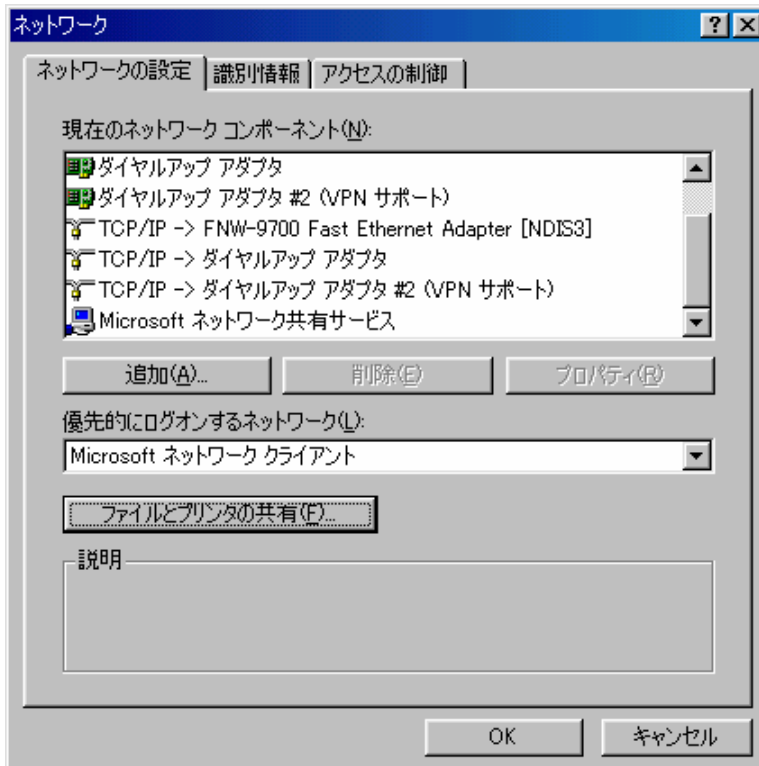 ネットワーク
ネットワークの設定 識別情報 アクセスの制御
現在のネットワーク コンポーネント(N):
ダイヤルアップ アダプタ
ダイヤルアップ アダプタ #2 (VPN サポート)
TCP/IP -> FNW-9700 Fast Ethernet Adapter [NDIS3]
TCP/IP -> ダイヤルアップ アダプタ
TCP/IP -> ダイヤルアップ アダプタ #2 (VPN サポート)
Microsoft ネットワーク共有サービス
追加(A)... 削除(E) プロパティ(R)
優先的にログオンするネットワーク(L):
Microsoft ネットワーク クライアント
ファイルとプリンタの共有(F)...
説明
OK キャンセル